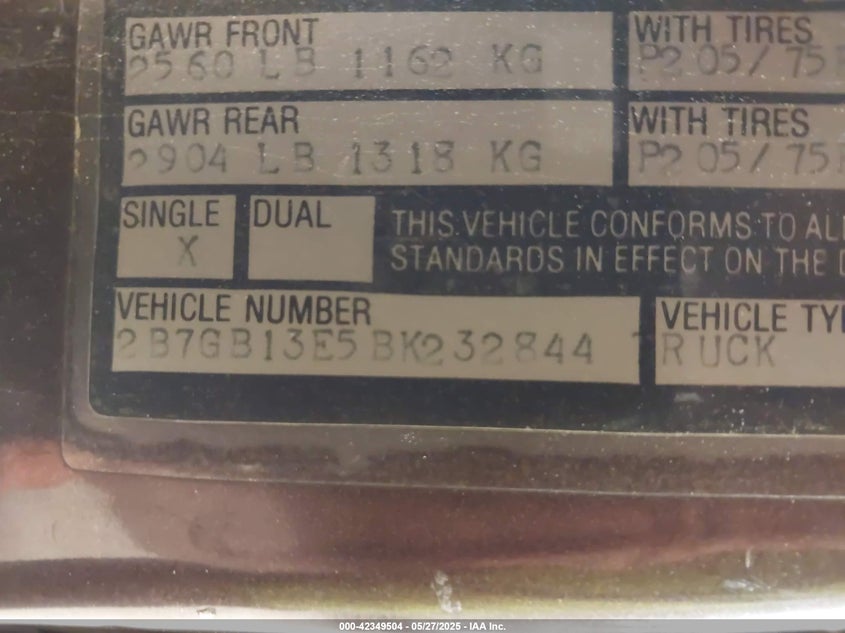 GAWR FRONT
2560 LB 1162 KG
WITH TIRES
P205/75
GAWR REAR
2904 LB 1318 KG
WITH TIRES
P205/75
SINGLE
X
DUAL
THIS VEHICLE CONFORMS TO AL
STANDARDS IN EFFECT ON THE
VEHICLE NUMBER
2B7GB13E5BK232844
VEHICLE TY
TRUCK
000-42349504 - 05/27/2025 - IAA Inc.